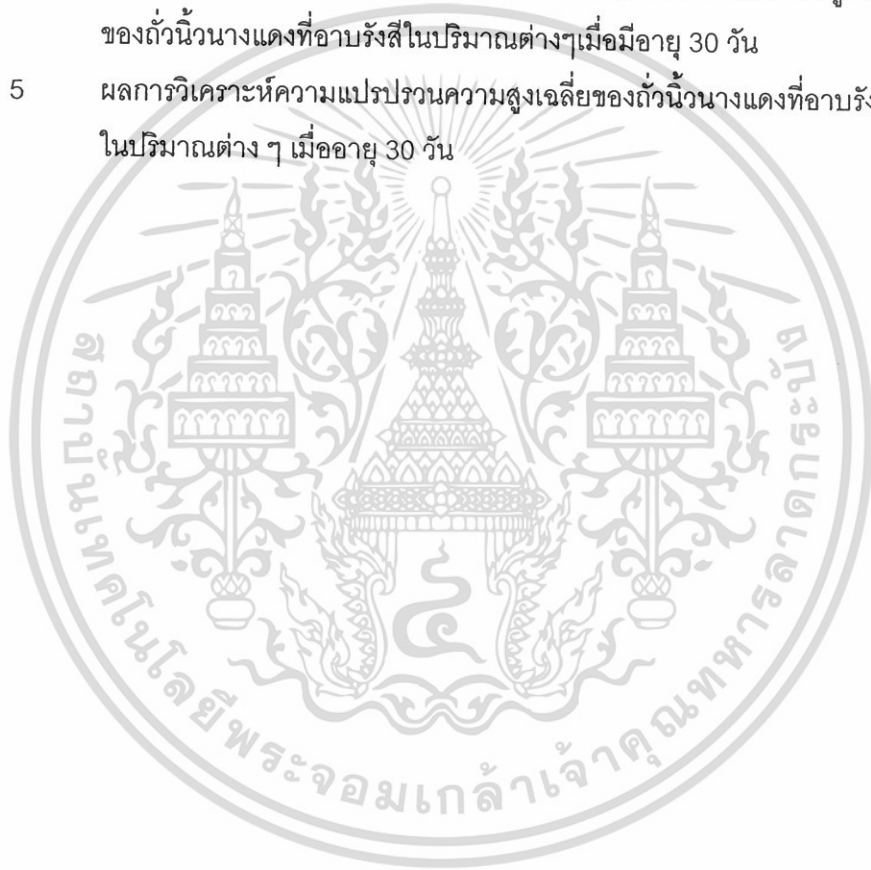 ของถั่วนิ้วนางแดงที่อาบรังสีในปริมาณต่างๆเมื่อมีอายุ 30 วัน
5 ผลการวิเคราะห์ความแปรปรวนความสูงเฉลี่ยของถั่วนิ้วนางแดงที่อาบรัง
ในปริมาณต่าง ๆ เมื่ออายุ 30 วัน
สถาบันเทคโนโลยีพระจอมเกล้าเจ้าคุณทหารลาดกระบัง
๔